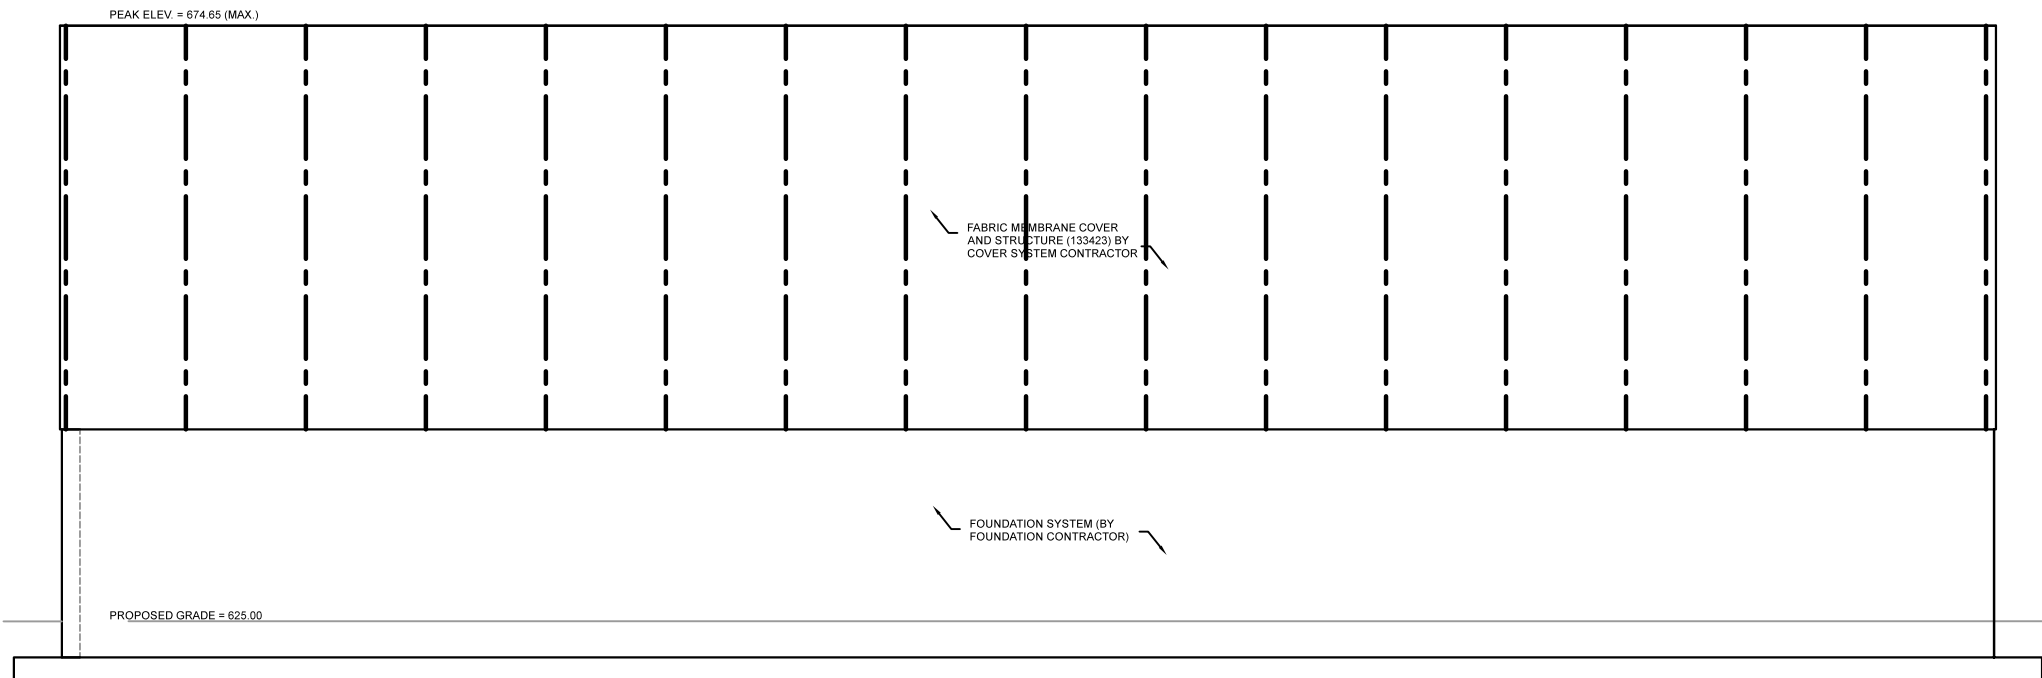 PEAK ELEV. = 674.65 (MAX.)
FABRIC MEMBRANE COVER
AND STRUCTURE (133423) BY
COVER SYSTEM CONTRACTOR
FOUNDATION SYSTEM (BY
FOUNDATION CONTRACTOR)
PROPOSED GRADE = 625.00